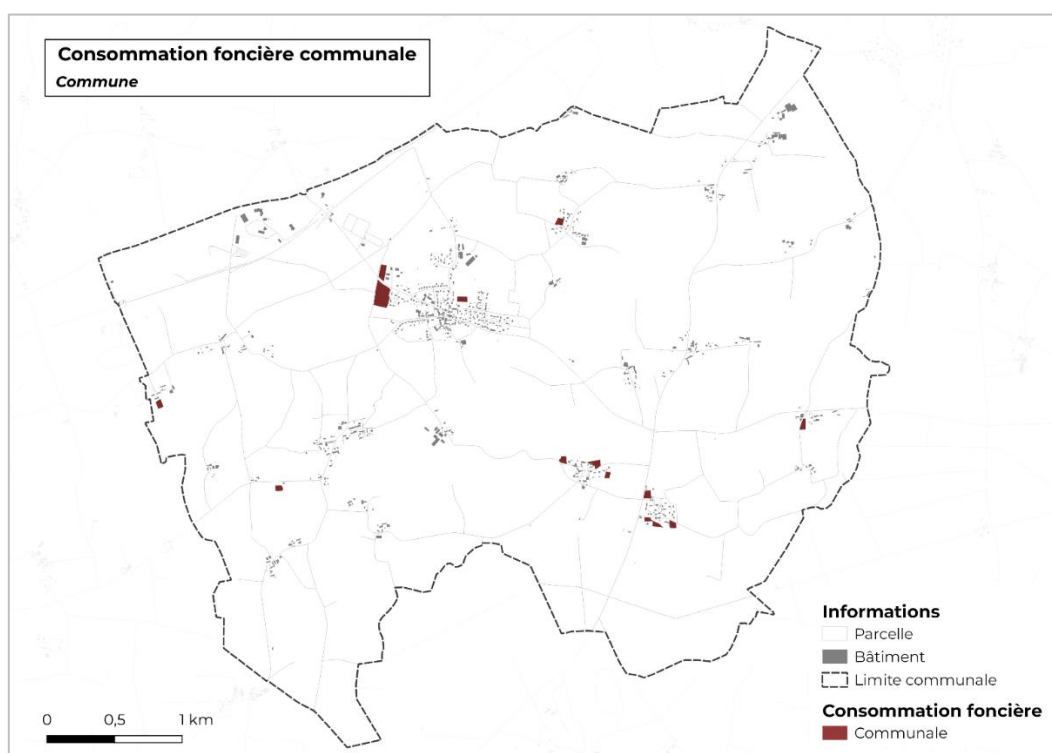 Consommation foncière communale
Commune
Informations
Parcelle
Bâtiment
Limite communale
Consommation foncière
Communale
0 0,5 1 km